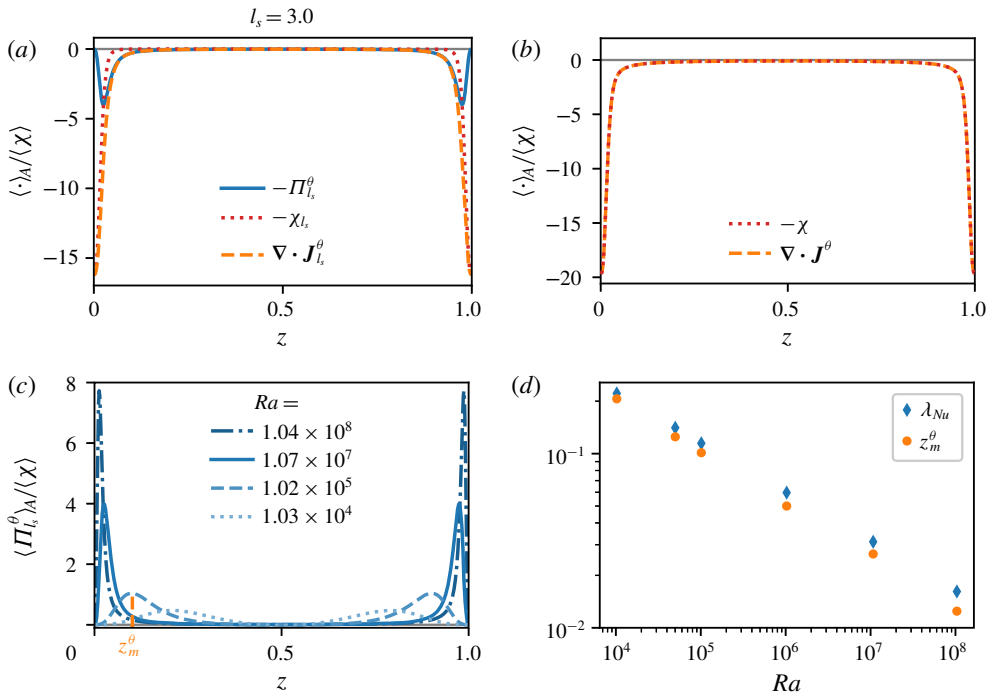 l_s = 3.0
(a)
0
−5
−10
−15
⟨·⟩_A/⟨χ⟩
−Π^θ_{l_s}
−χ_{l_s}
∇ · J^θ_{l_s}
0
0.5
1.0
z
(b)
0
−5
−10
−15
−20
⟨·⟩_A/⟨χ⟩
−χ
∇ · J^θ
0
0.5
1.0
z
(c)
8
6
4
2
⟨Π^θ_{l_s}⟩_A/⟨χ⟩
Ra =
1.04 × 10^8
1.07 × 10^7
1.02 × 10^5
1.03 × 10^4
0
z^θ_m
0.5
1.0
z
(d)
10^{−1}
10^{−2}
λ_{Nu}
z^θ_m
10^4
10^5
10^6
10^7
10^8
Ra